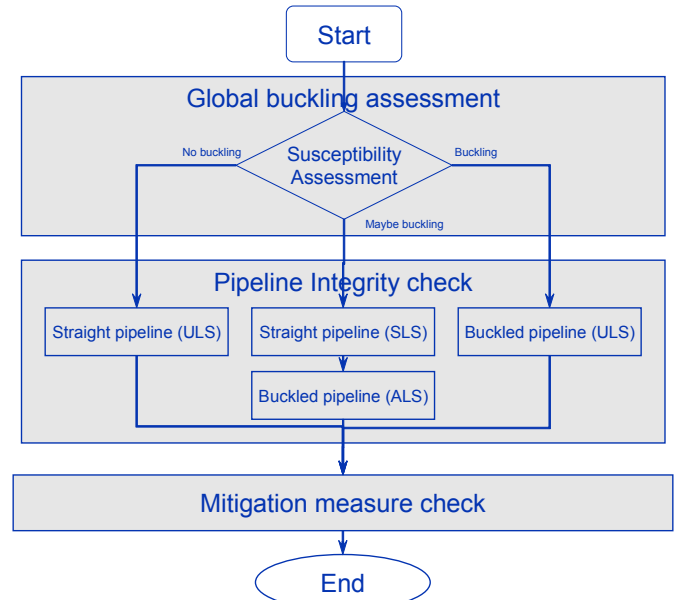 Start
Global buckling assessment
No buckling
Susceptibility
Assessment
Buckling
Maybe buckling
Pipeline Integrity check
Straight pipeline (ULS)
Straight pipeline (SLS)
Buckled pipeline (ULS)
Buckled pipeline (ALS)
Mitigation measure check
End